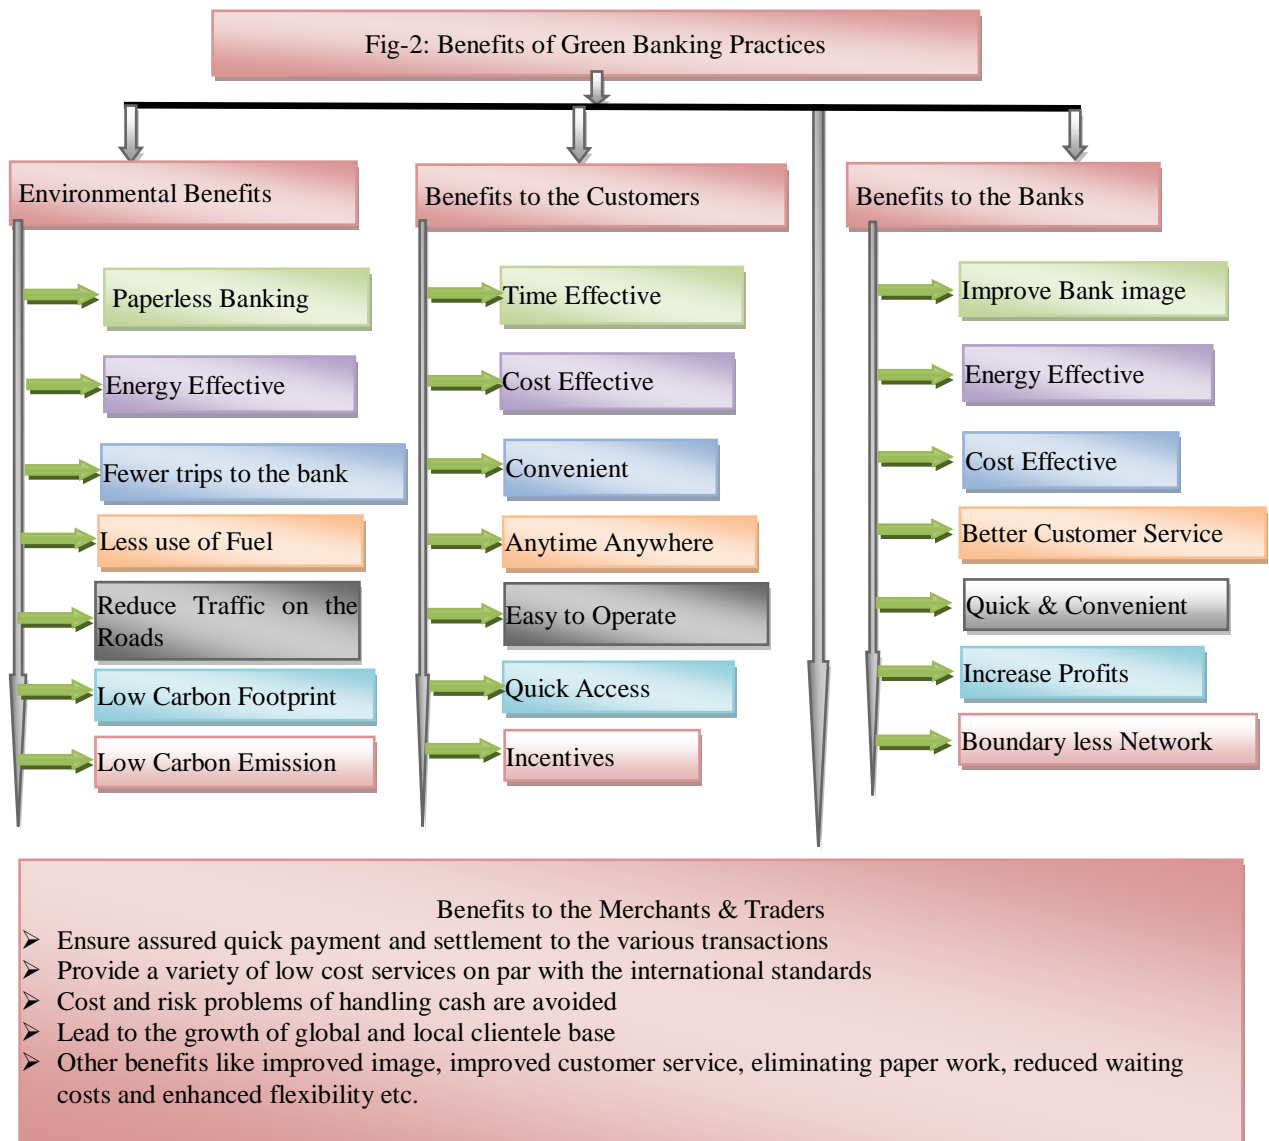 Fig-2: Benefits of Green Banking Practices
Environmental Benefits
Paperless Banking
Energy Effective
Fewer trips to the bank
Less use of Fuel
Reduce Traffic on the
Roads
Low Carbon Footprint
Low Carbon Emission
Benefits to the Customers
Time Effective
Cost Effective
Convenient
Anytime Anywhere
Easy to Operate
Quick Access
Incentives
Benefits to the Banks
Improve Bank image
Energy Effective
Cost Effective
Better Customer Service
Quick & Convenient
Increase Profits
Boundary less Network
Benefits to the Merchants & Traders
➢ Ensure assured quick payment and settlement to the various transactions
➢ Provide a variety of low cost services on par with the international standards
➢ Cost and risk problems of handling cash are avoided
➢ Lead to the growth of global and local clientele base
➢ Other benefits like improved image, improved customer service, eliminating paper work, reduced waiting
costs and enhanced flexibility etc.